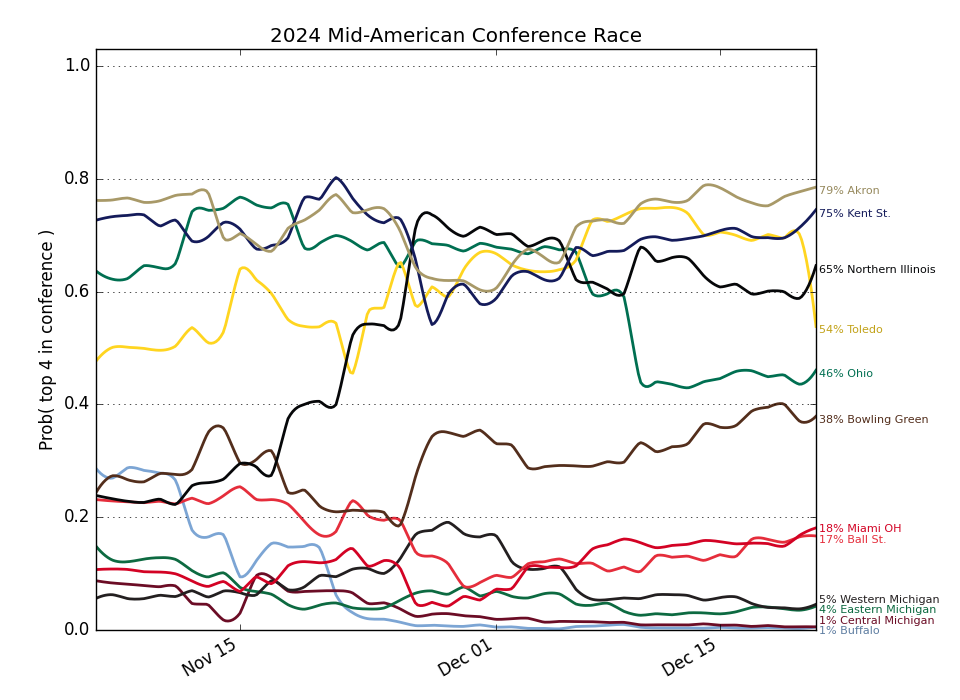 2024 Mid-American Conference Race
Prob( top 4 in conference )
1.0
0.8
0.6
0.4
0.2
0.0
Nov 15
Dec 01
Dec 15
79% Akron
75% Kent St.
65% Northern Illinois
54% Toledo
46% Ohio
38% Bowling Green
18% Miami OH
17% Ball St.
5% Western Michigan
4% Eastern Michigan
1% Central Michigan
1% Buffalo